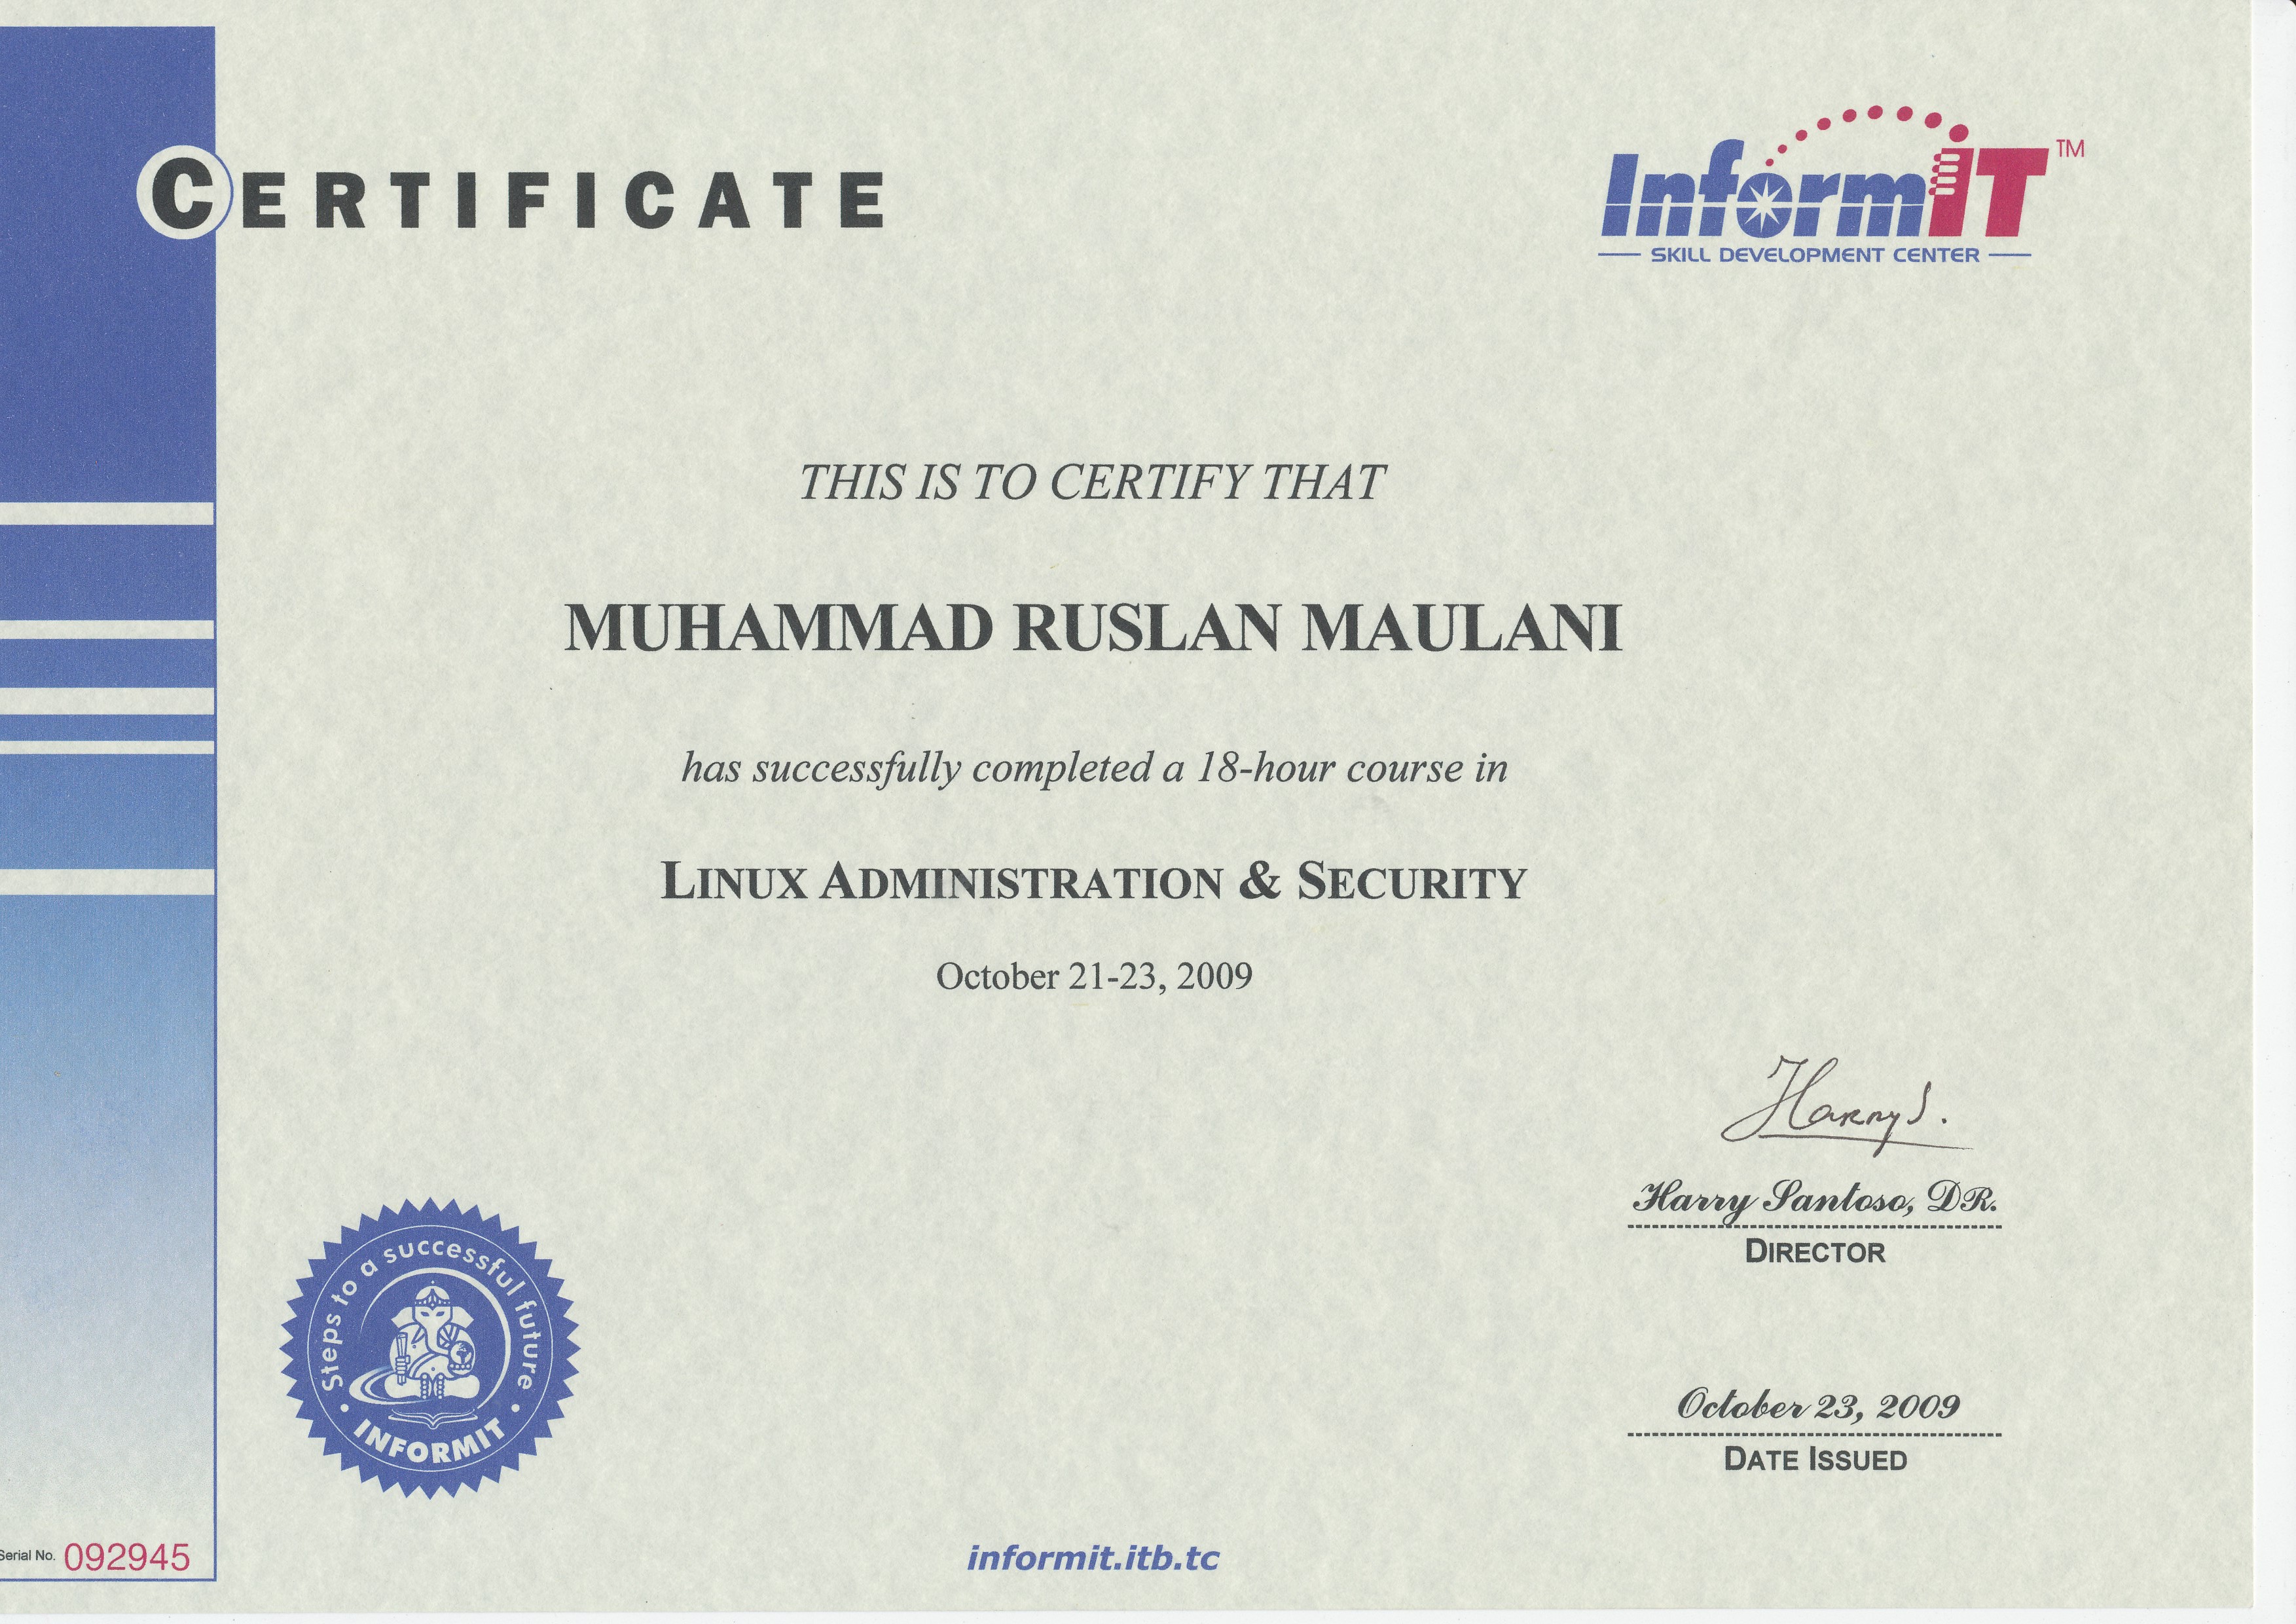 CERTIFICATE
InformIT TM
SKILL DEVELOPMENT CENTER
THIS IS TO CERTIFY THAT
MUHAMMAD RUSLAN MAULANI
has successfully completed a 18-hour course in
LINUX ADMINISTRATION & SECURITY
October 21-23, 2009
Harry S.
Harry Santoso, DR.
DIRECTOR
Steps to a successful future
• INFORMIT •
October 23, 2009
DATE ISSUED
Serial No. 092945
informit.itb.tc